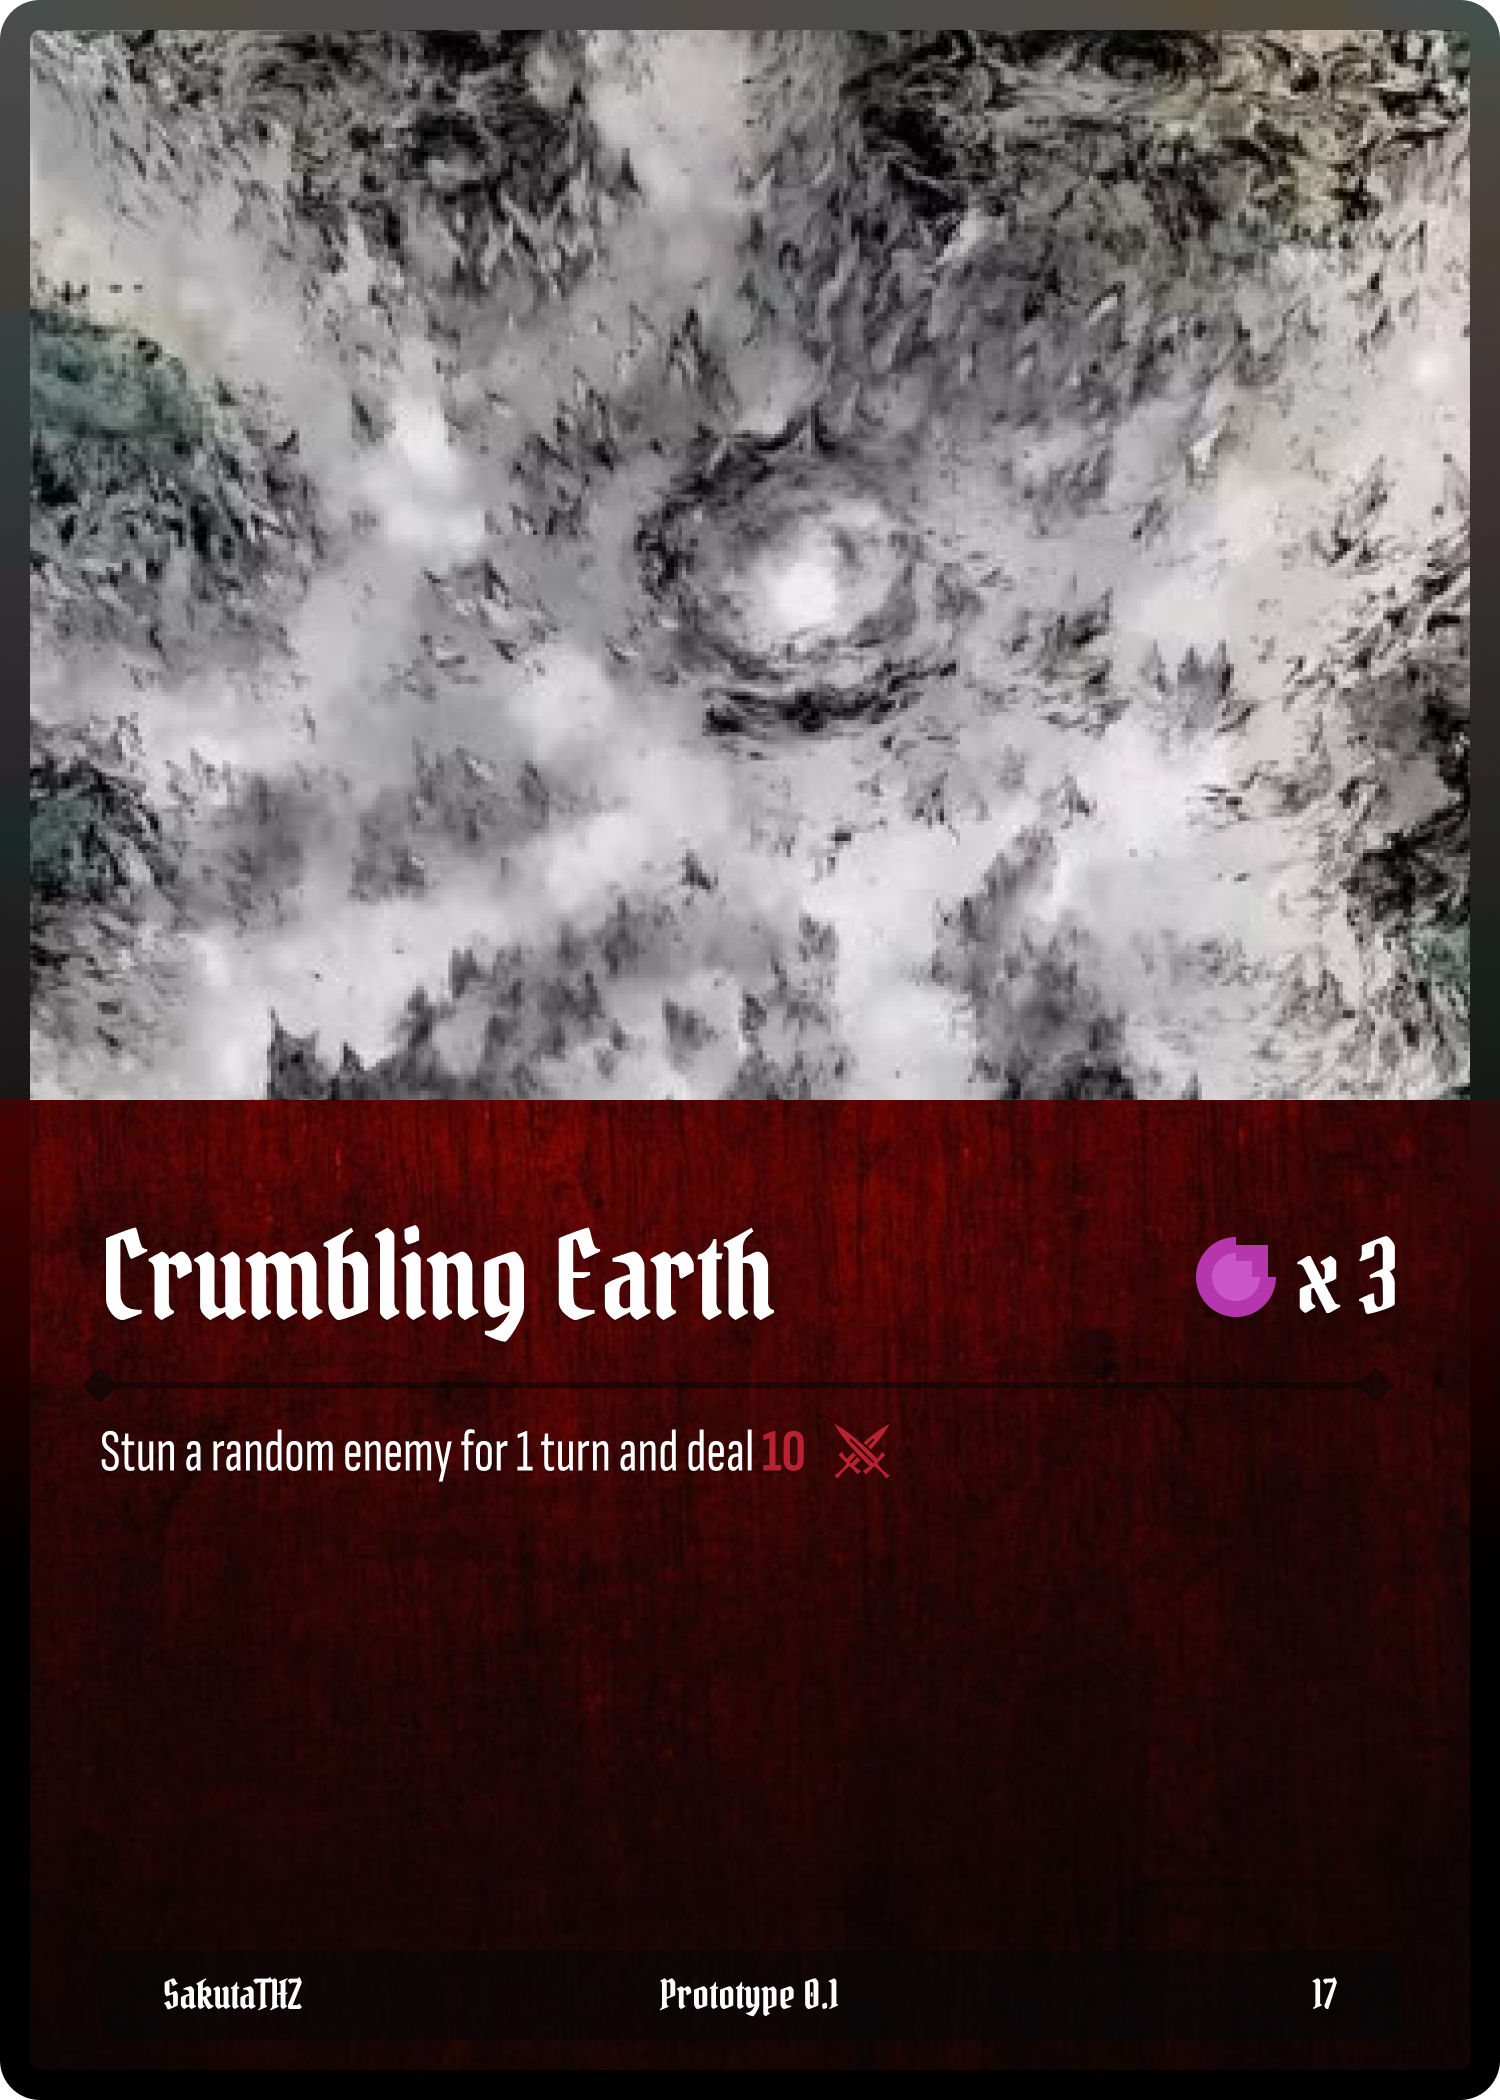 Crumbling Earth
x 3
Stun a random enemy for 1 turn and deal 10
SakutaTHZ
Prototype 0.1
17